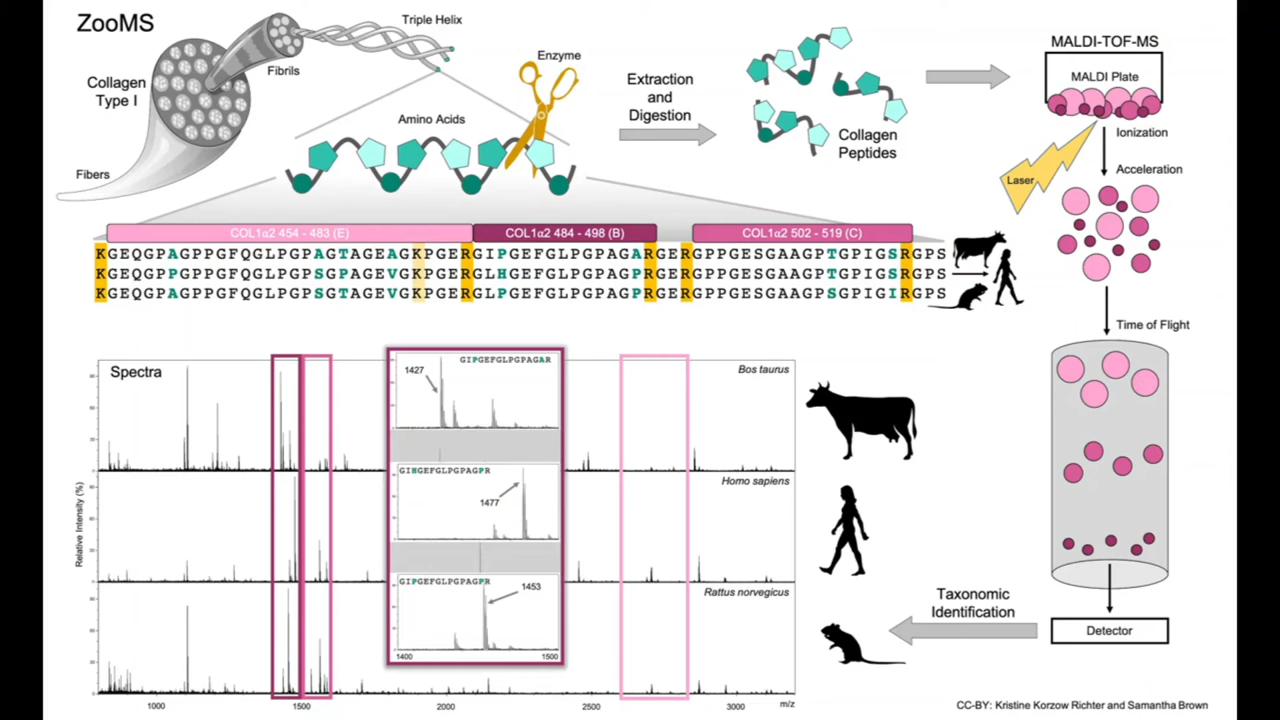 ZooMS
Triple Helix
Collagen
Type I
Fibrils
Fibers
Amino Acids
Enzyme
Extraction
and
Digestion
Collagen
Peptides
MALDI-TOF-MS
MALDI Plate
Ionization
Laser
Acceleration
Time of Flight
COL1α2 454 - 483 (E)
COL1α2 484 - 498 (B)
COL1α2 502 - 519 (C)
KGEQGPAGPPGFQGLPGPAGTAGEAGKPGERGIPGEFGLPGPAGARGERGPPGESGAAGPTGPIGSRGPS
KGEQGPPGPPGFQGLPGPSGPAGEVGKPGERGLHGEFGLPGPAGPRGERGPPGESGAAGPTGPIGSRGPS
KGEQGPAGPPGFQGLPGPSGTAGEVGKPGERGLPGEFGLPGPAGPRGERGPPGESGAAGPSGPIGIRGPS
Spectra
Bos taurus
Homo sapiens
Rattus norvegicus
GIPGEFGLPGPAGAR
1427
GIHGEFGLPGPAGPR
1477
GIPGEFGLPGPAGPR
1453
1400
1500
Relative Intensity (%)
1000
1500
2000
2500
3000
m/z
Taxonomic
Identification
Detector
CC-BY: Kristine Korzow Richter and Samantha Brown